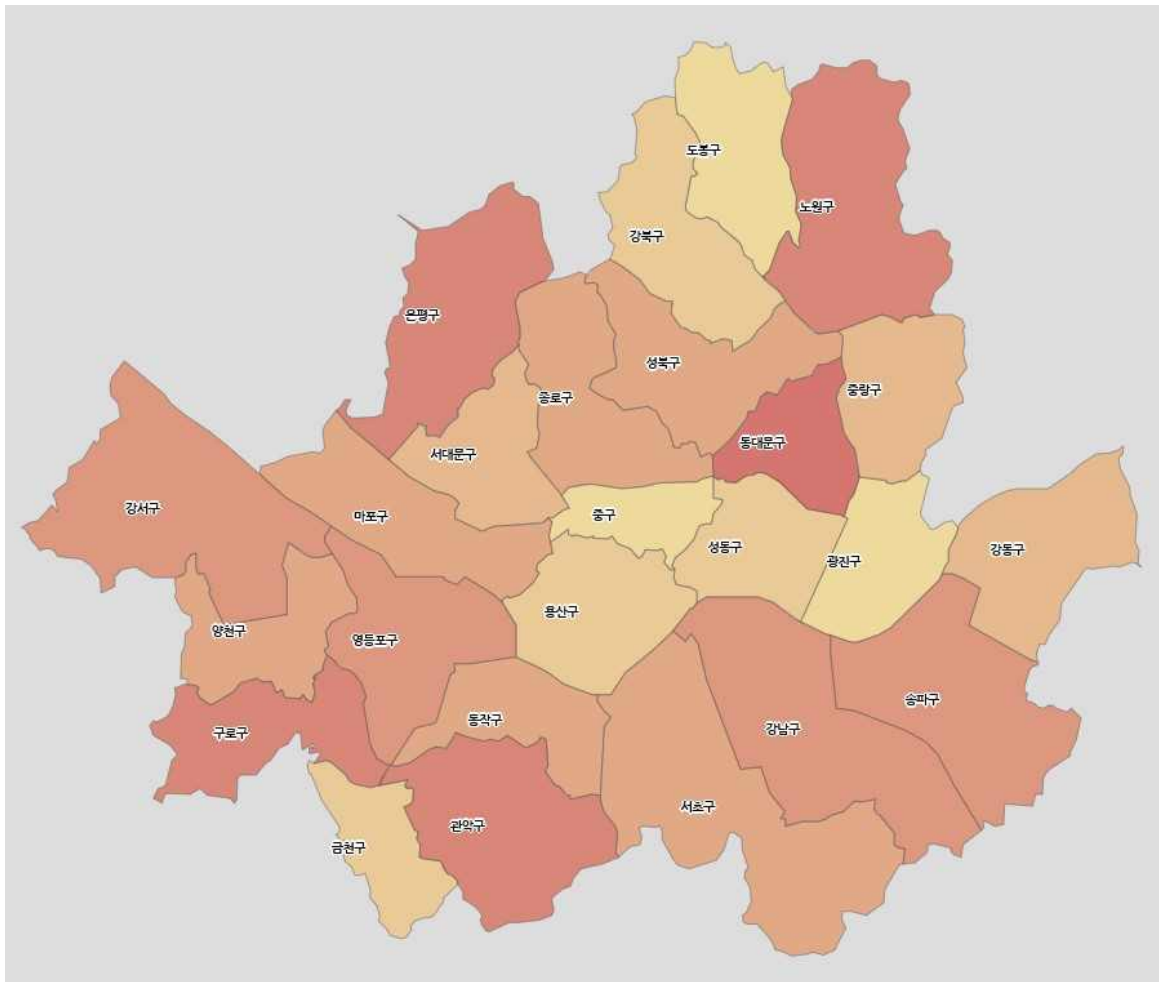 도봉구
노원구
강북구
은평구
성북구
종로구
중랑구
동대문구
서대문구
강서구
마포구
중구
성동구
강동구
광진구
용산구
양천구
영등포구
송파구
동작구
강남구
구로구
서초구
관악구
금천구